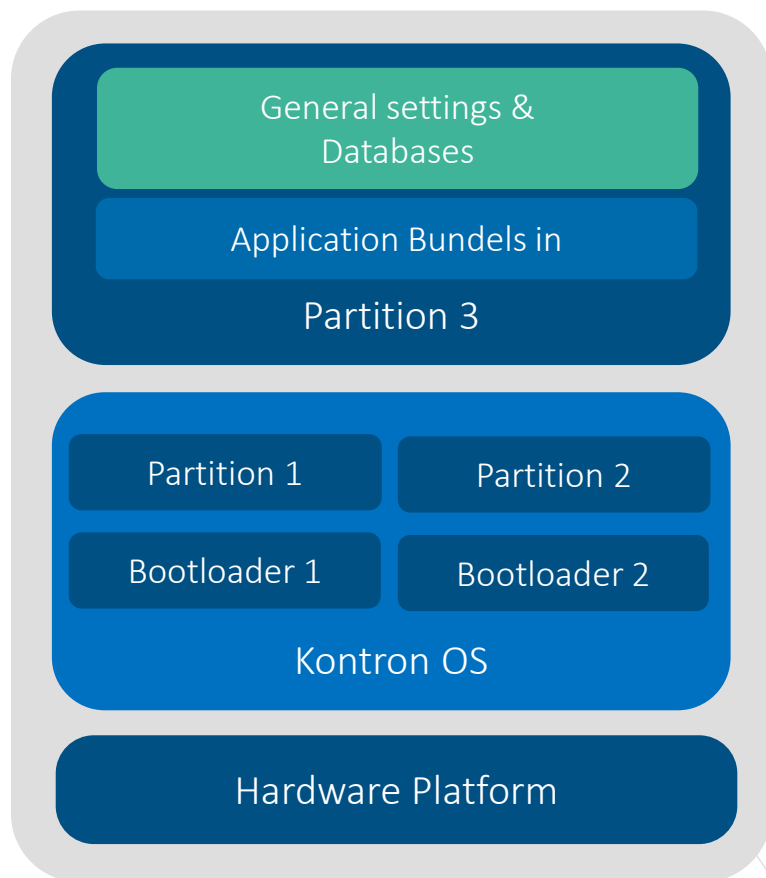 General settings &
Databases
Application Bundels in
Partition 3
Partition 1
Partition 2
Bootloader 1
Bootloader 2
Kontron OS
Hardware Platform